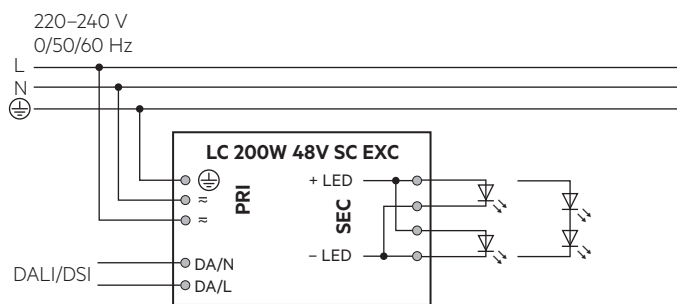 220–240 V
0/50/60 Hz
L
N
LC 200W 48V SC EXC
PRI
≈
≈
+ LED
SEC
– LED
DALI/DSI
DA/N
DA/L